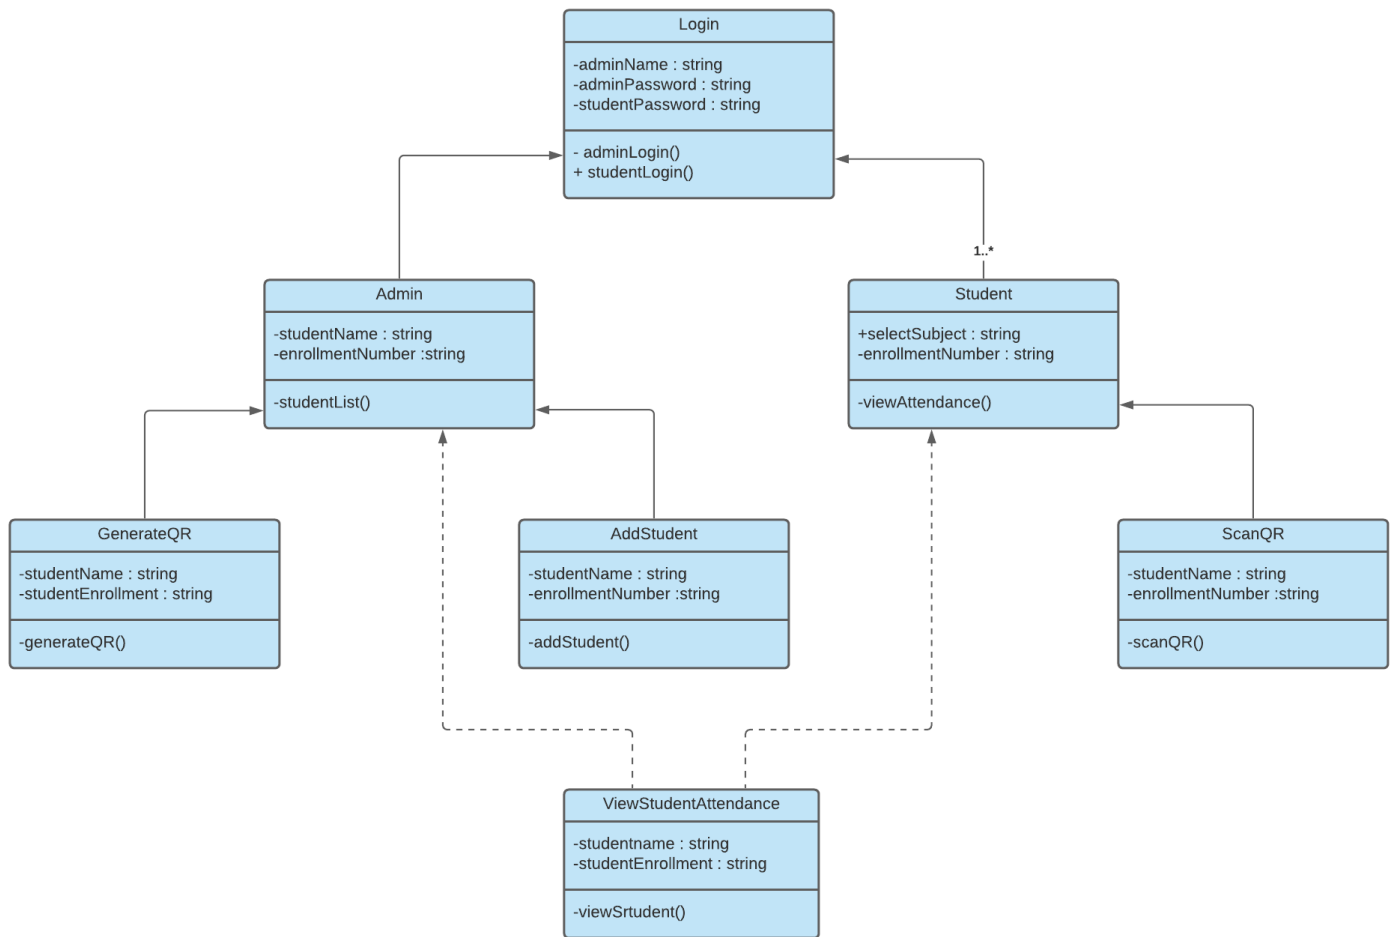 Login
-adminName : string
-adminPassword : string
-studentPassword : string
- adminLogin()
+ studentLogin()
1..*
Admin
-studentName : string
-enrollmentNumber :string
-studentList()
Student
+selectSubject : string
-enrollmentNumber : string
-viewAttendance()
GenerateQR
-studentName : string
-studentEnrollment : string
-generateQR()
AddStudent
-studentName : string
-enrollmentNumber :string
-addStudent()
ScanQR
-studentName : string
-enrollmentNumber :string
-scanQR()
ViewStudentAttendance
-studentname : string
-studentEnrollment : string
-viewSrtudent()